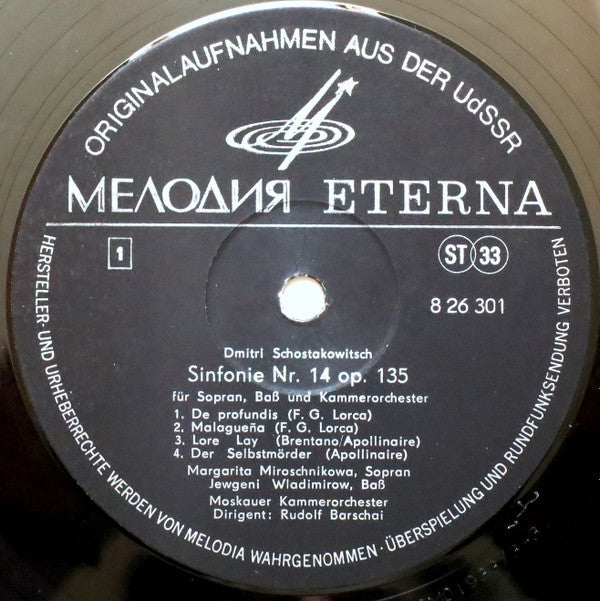 ORIGINALAUFNAHMEN AUS DER UdSSR
МЕЛОДИЯ ETERNA
1 ST 33
8 26 301
Dmitri Schostakowitsch
Sinfonie Nr. 14 op. 135
für Sopran, Baß und Kammerorchester
1. De profundis (F. G. Lorca)
2. Malagueña (F. G. Lorca)
3. Lore Lay (Brentano/Apollinaire)
4. Der Selbstmörder (Apollinaire)
Margarita Miroschnikowa, Sopran
Jewgeni Wladimirow, Baß
Moskauer Kammerorchester
Dirigent: Rudolf Barschai
HERSTELLER- UND URHEBERRECHTE WERDEN VON MELODIA WAHRGENOMMEN · ÜBERSPIELUNG UND RUNDFUNKSENDUNG VERBOTEN